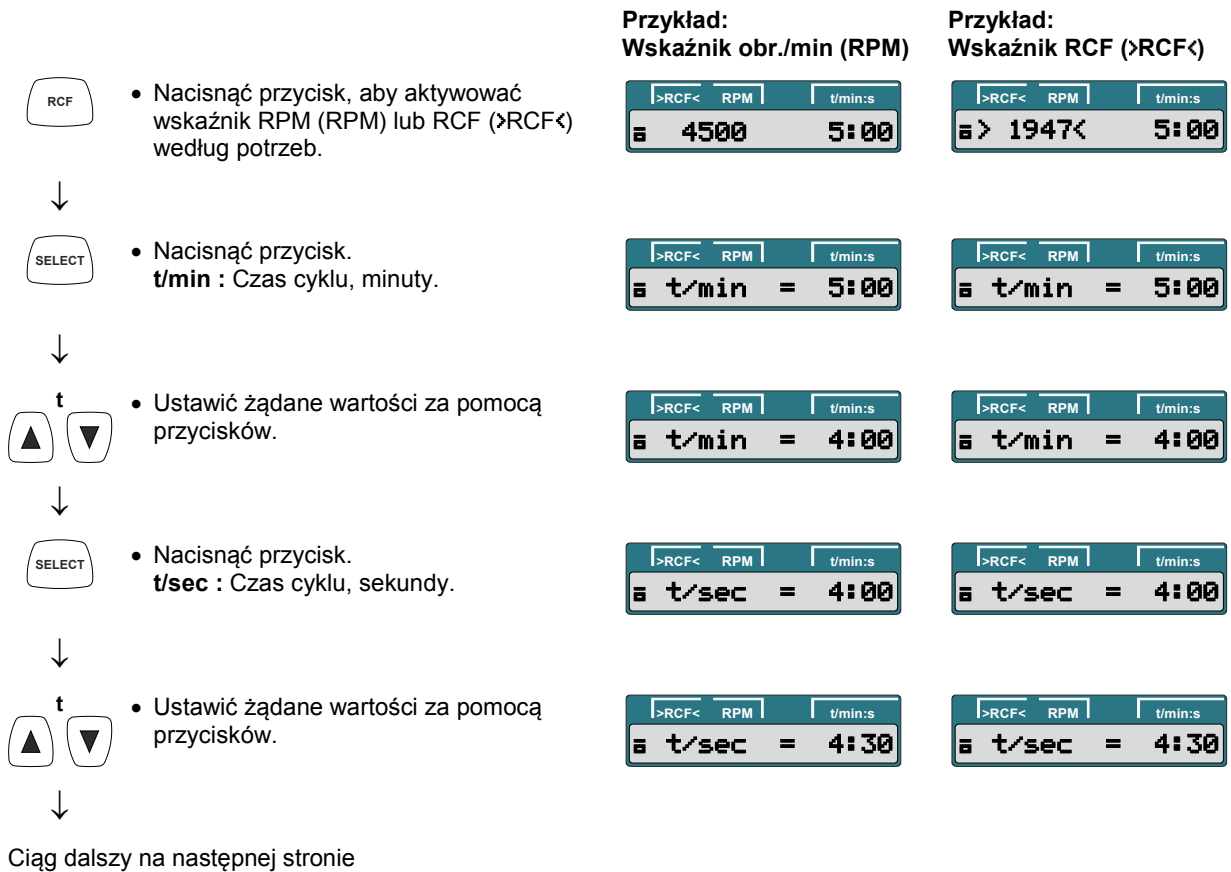 Przykład:
Wskaźnik obr./min (RPM)
Przykład:
Wskaźnik RCF (>RCF<)
RCF
• Nacisnąć przycisk, aby aktywować
wskaźnik RPM (RPM) lub RCF (>RCF<)
według potrzeb.
>RCF< RPM t/min:s
4500 5:00
>RCF< RPM t/min:s
> 1947< 5:00
↓
SELECT
• Nacisnąć przycisk.
t/min : Czas cyklu, minuty.
>RCF< RPM t/min:s
t/min = 5:00
>RCF< RPM t/min:s
t/min = 5:00
↓
t
▲ ▼
• Ustawić żądane wartości za pomocą
przycisków.
>RCF< RPM t/min:s
t/min = 4:00
>RCF< RPM t/min:s
t/min = 4:00
↓
SELECT
• Nacisnąć przycisk.
t/sec : Czas cyklu, sekundy.
>RCF< RPM t/min:s
t/sec = 4:00
>RCF< RPM t/min:s
t/sec = 4:00
↓
t
▲ ▼
• Ustawić żądane wartości za pomocą
przycisków.
>RCF< RPM t/min:s
t/sec = 4:30
>RCF< RPM t/min:s
t/sec = 4:30
↓
Ciąg dalszy na następnej stronie